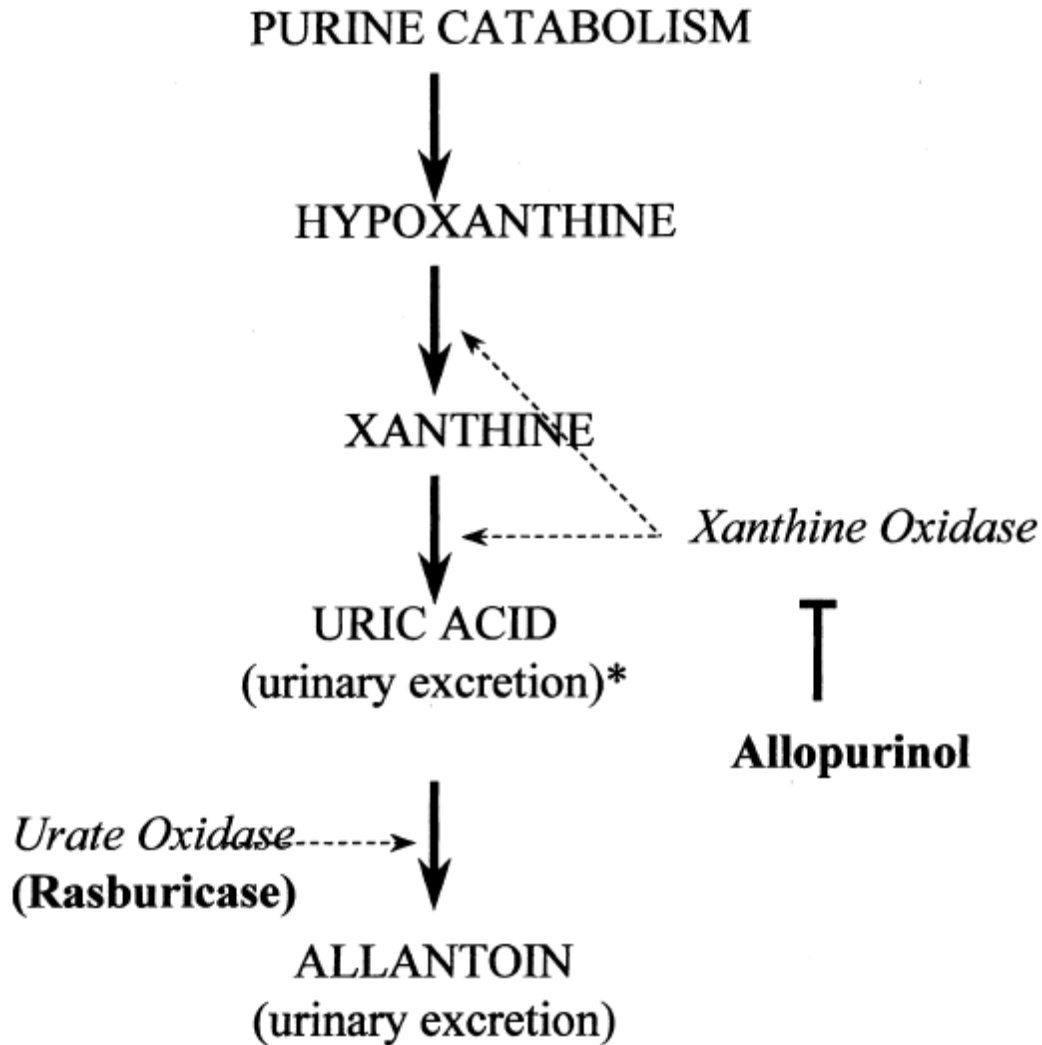 PURINE CATABOLISM
HYPOXANTHINE
XANTHINE
Xanthine Oxidase
URIC ACID
(urinary excretion)*
Allopurinol
Urate Oxidase
(Rasburicase)
ALLANTOIN
(urinary excretion)